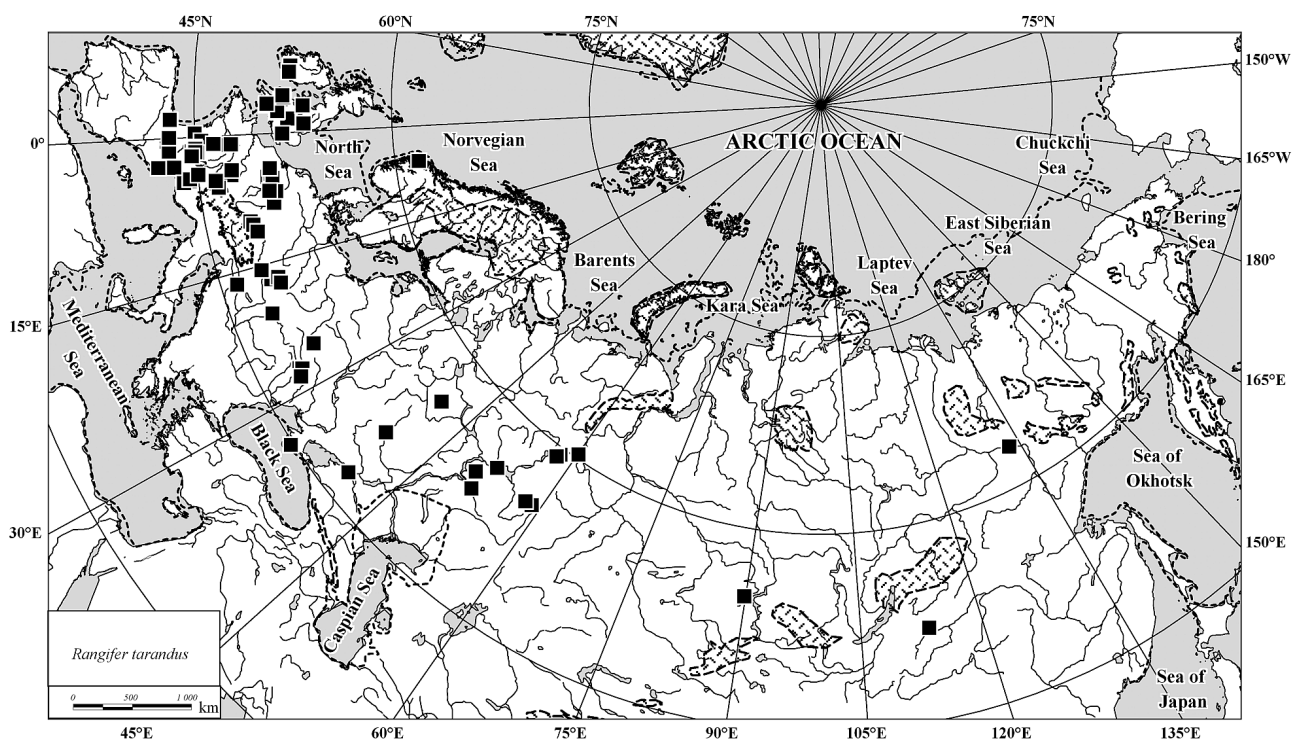 45°N
60°N
75°N
75°N
150°W
0°
North
Sea
Norwegian
Sea
ARCTIC OCEAN
Chuckchi
Sea
165°W
East Siberian
Sea
Bering
Sea
Barents
Sea
Laptev
Sea
180°
Kara Sea
15°E
Mediterranean
Sea
165°E
Black Sea
Sea of
Okhotsk
30°E
150°E
Caspian Sea
Rangifer tarandus
0 500 1 000
km
Sea of
Japan
45°E
60°E
75°E
90°E
105°E
120°E
135°E